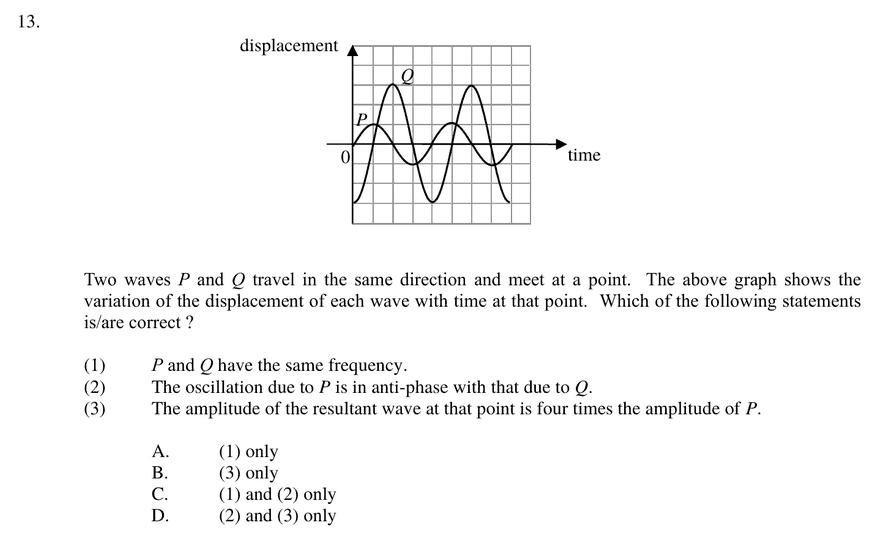 13.
displacement
Q
P
0
time
Two waves P and Q travel in the same direction and meet at a point. The above graph shows the
variation of the displacement of each wave with time at that point. Which of the following statements
is/are correct ?
(1) P and Q have the same frequency.
(2) The oscillation due to P is in anti-phase with that due to Q.
(3) The amplitude of the resultant wave at that point is four times the amplitude of P.
A. (1) only
B. (3) only
C. (1) and (2) only
D. (2) and (3) only